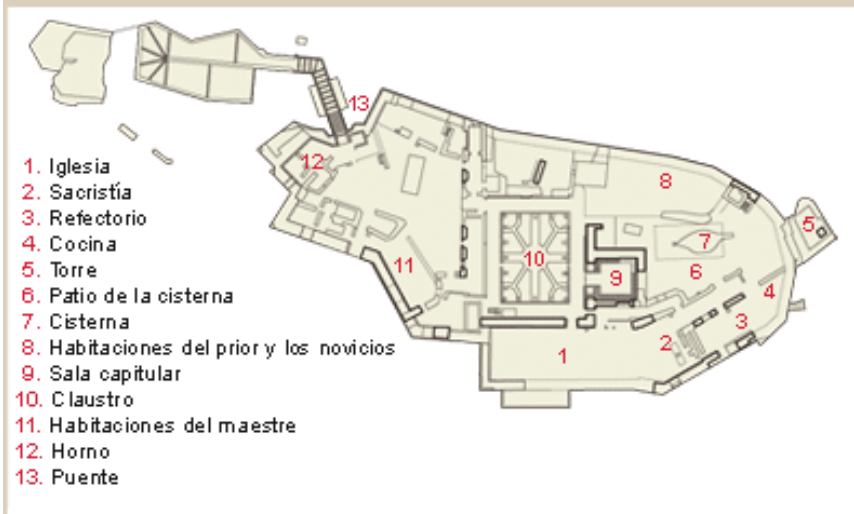 1. Iglesia
2. Sacristía
3. Refectorio
4. Cocina
5. Torre
6. Patio de la cisterna
7. Cisterna
8. Habitaciones del prior y los novicios
9. Sala capitular
10. Claustro
11. Habitaciones del maestre
12. Horno
13. Puente
13
12
8
5
7
10
6
11
9
4
3
2
1